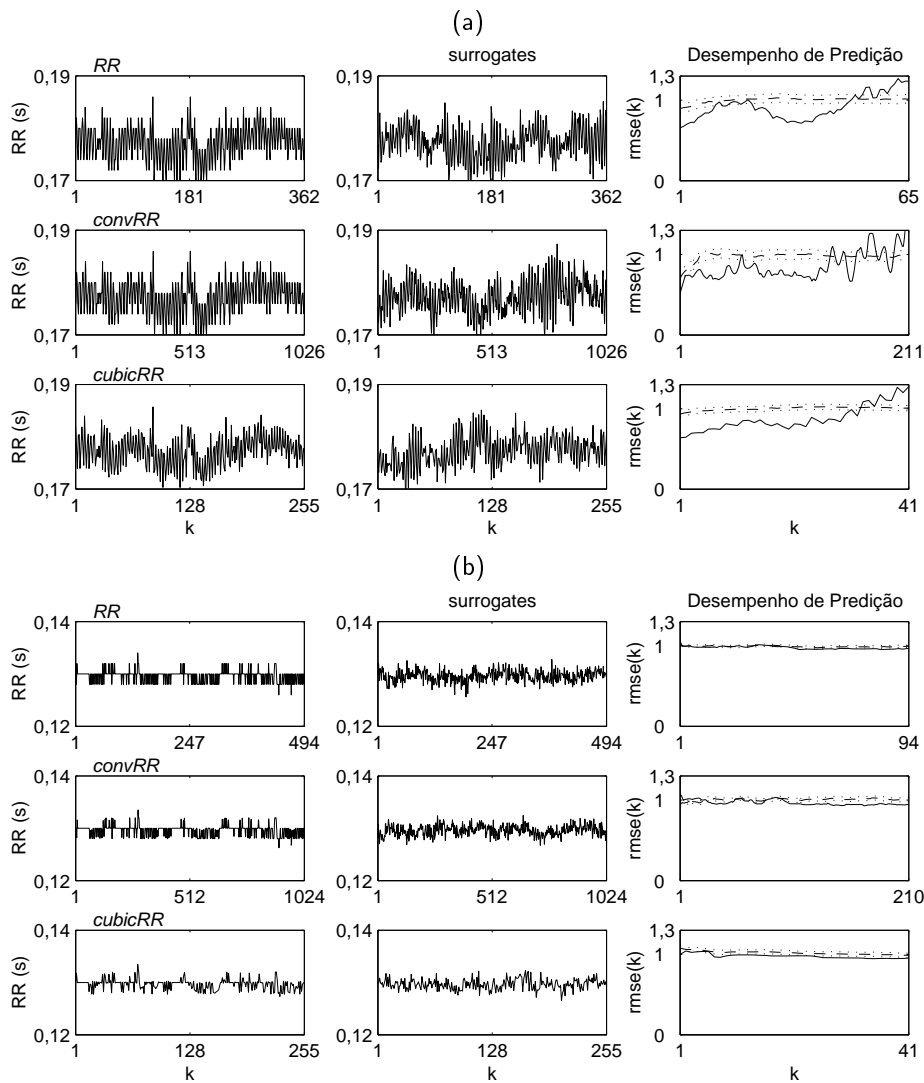 (a)
RR surrogates Desempenho de Predição
0,19 0,19 1,3
RR (s) 1 rmse(k)
0,17 0,17 0
1 181 362 1 181 362 1 65
convRR
0,19 0,19 1,3
RR (s) 1 rmse(k)
0,17 0,17 0
1 513 1026 1 513 1026 1 211
cubicRR
0,19 0,19 1,3
RR (s) 1 rmse(k)
0,17 0,17 0
1 128 255 1 128 255 1 41
k k k
(b)
RR surrogates Desempenho de Predição
0,14 0,14 1,3
RR (s) 1 rmse(k)
0,12 0,12 0
1 247 494 1 247 494 1 94
convRR
0,14 0,14 1,3
RR (s) 1 rmse(k)
0,12 0,12 0
1 512 1024 1 512 1024 1 210
cubicRR
0,14 0,14 1,3
RR (s) 1 rmse(k)
0,12 0,12 0
1 128 255 1 128 255 1 41
k k k